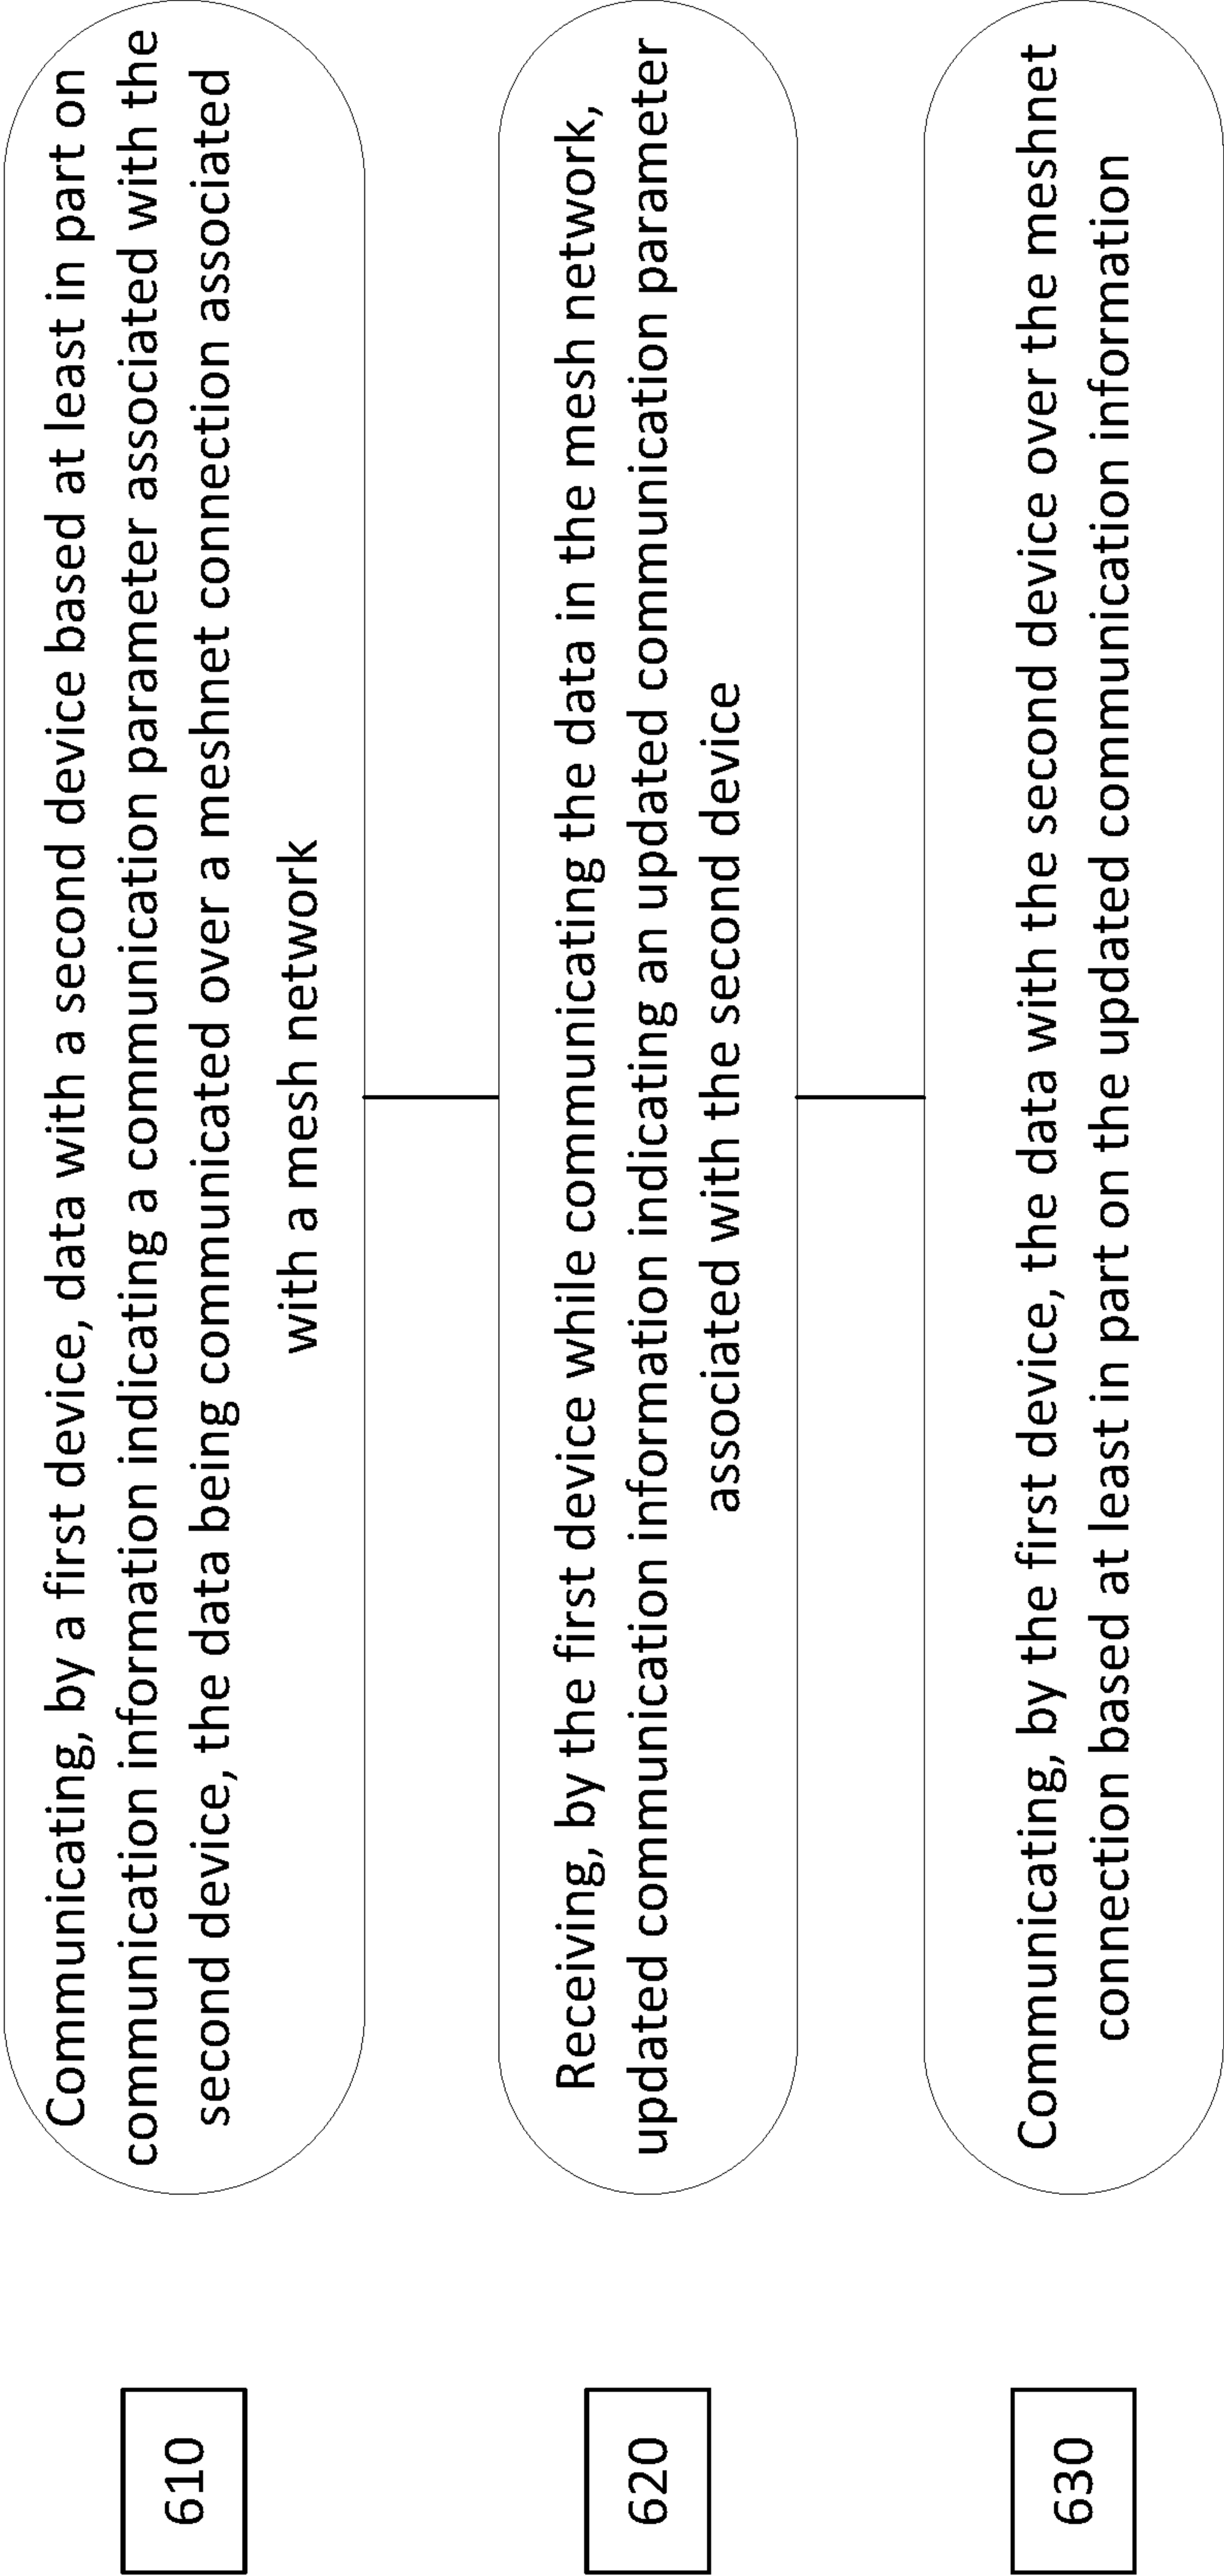 610
Communicating, by a first device, data with a second device based at least in part on
communication information indicating a communication parameter associated with the
second device, the data being communicated over a meshnet connection associated
with a mesh network
620
Receiving, by the first device while communicating the data in the mesh network,
updated communication information indicating an updated communication parameter
associated with the second device
630
Communicating, by the first device, the data with the second device over the meshnet
connection based at least in part on the updated communication information